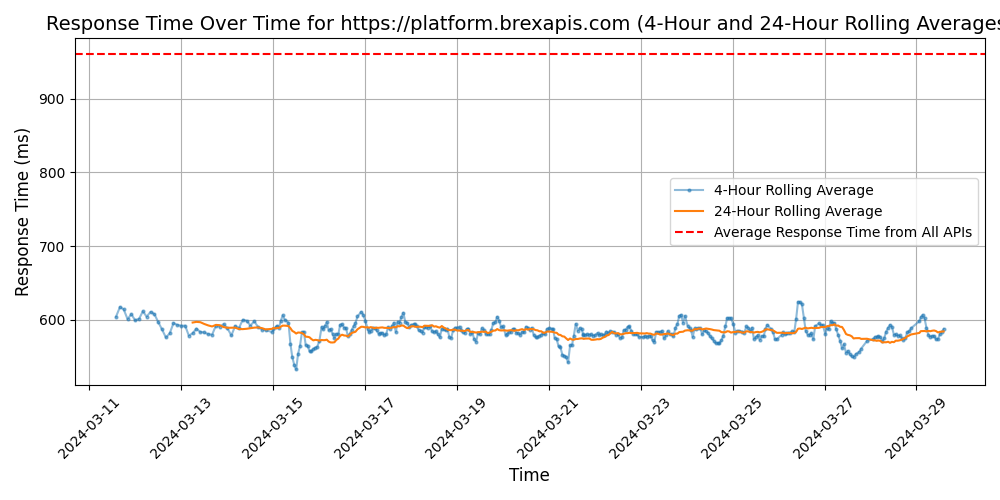 Response Time Over Time for https://platform.brexapis.com (4-Hour and 24-Hour Rolling Averages
Response Time (ms)
900
800
700
600
4-Hour Rolling Average
24-Hour Rolling Average
Average Response Time from All APIs
2024-03-11
2024-03-13
2024-03-15
2024-03-17
2024-03-19
2024-03-21
2024-03-23
2024-03-25
2024-03-27
2024-03-29
Time